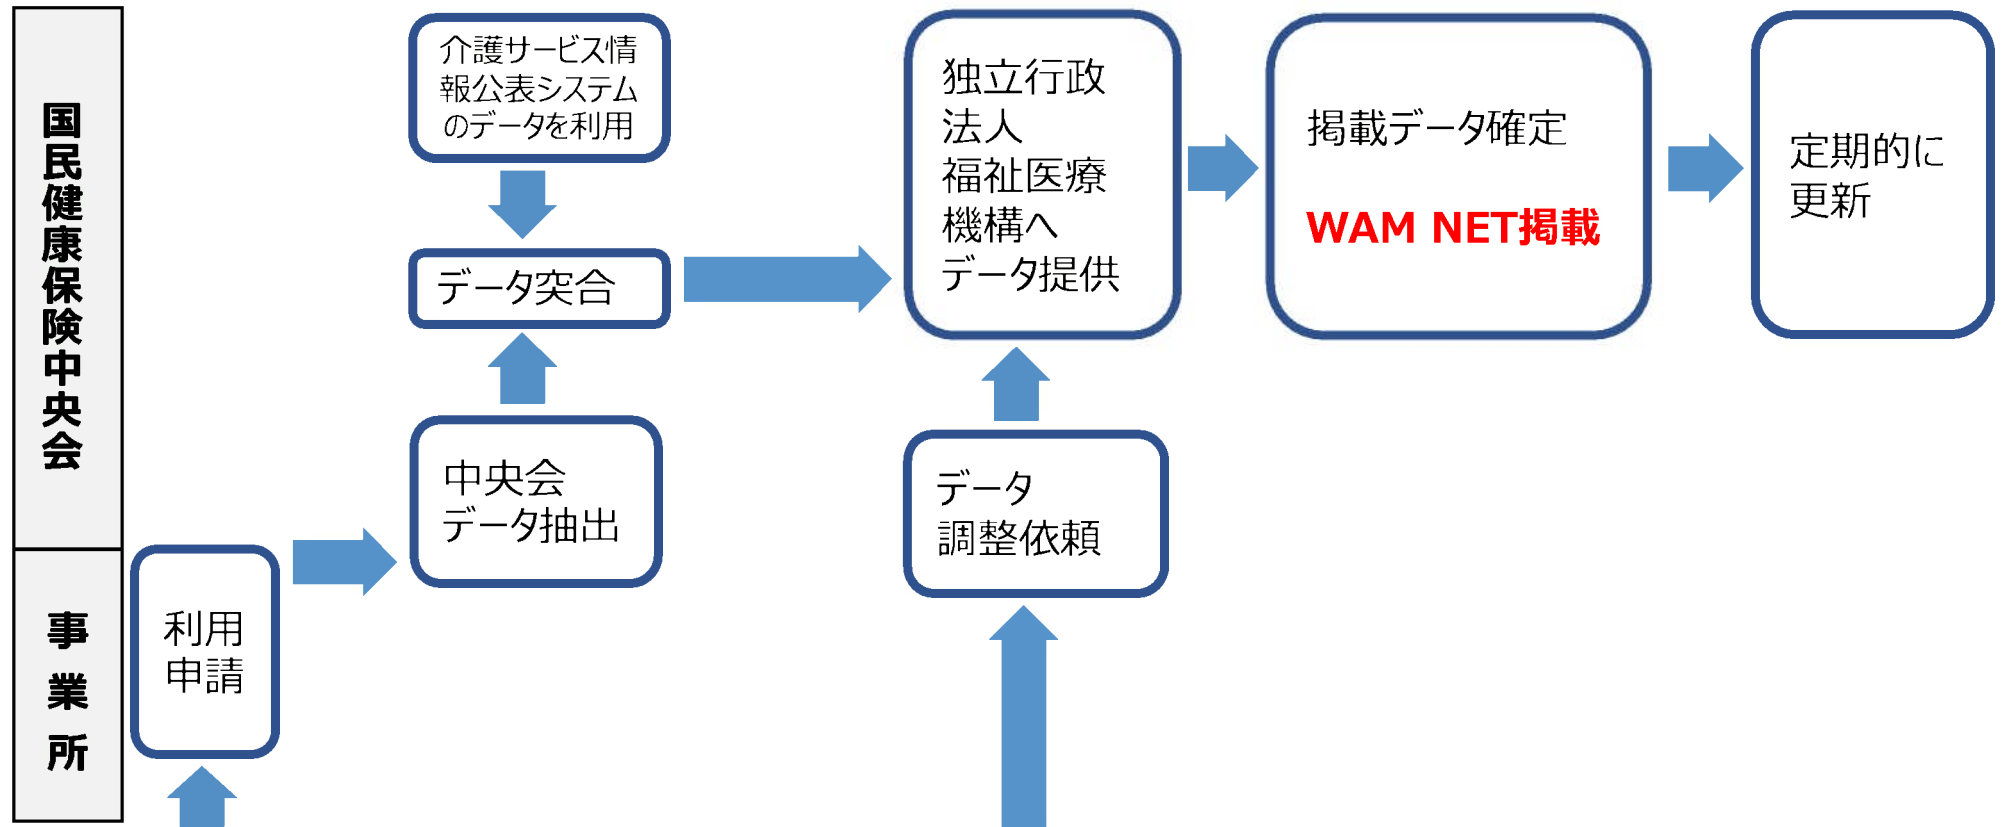 国民健康保険中央会
事業所
利用
申請
介護サービス情
報公表システム
のデータを利用
データ突合
中央会
データ抽出
独立行政
法人
福祉医療
機構へ
データ提供
データ
調整依頼
掲載データ確定
WAM NET掲載
定期的に
更新